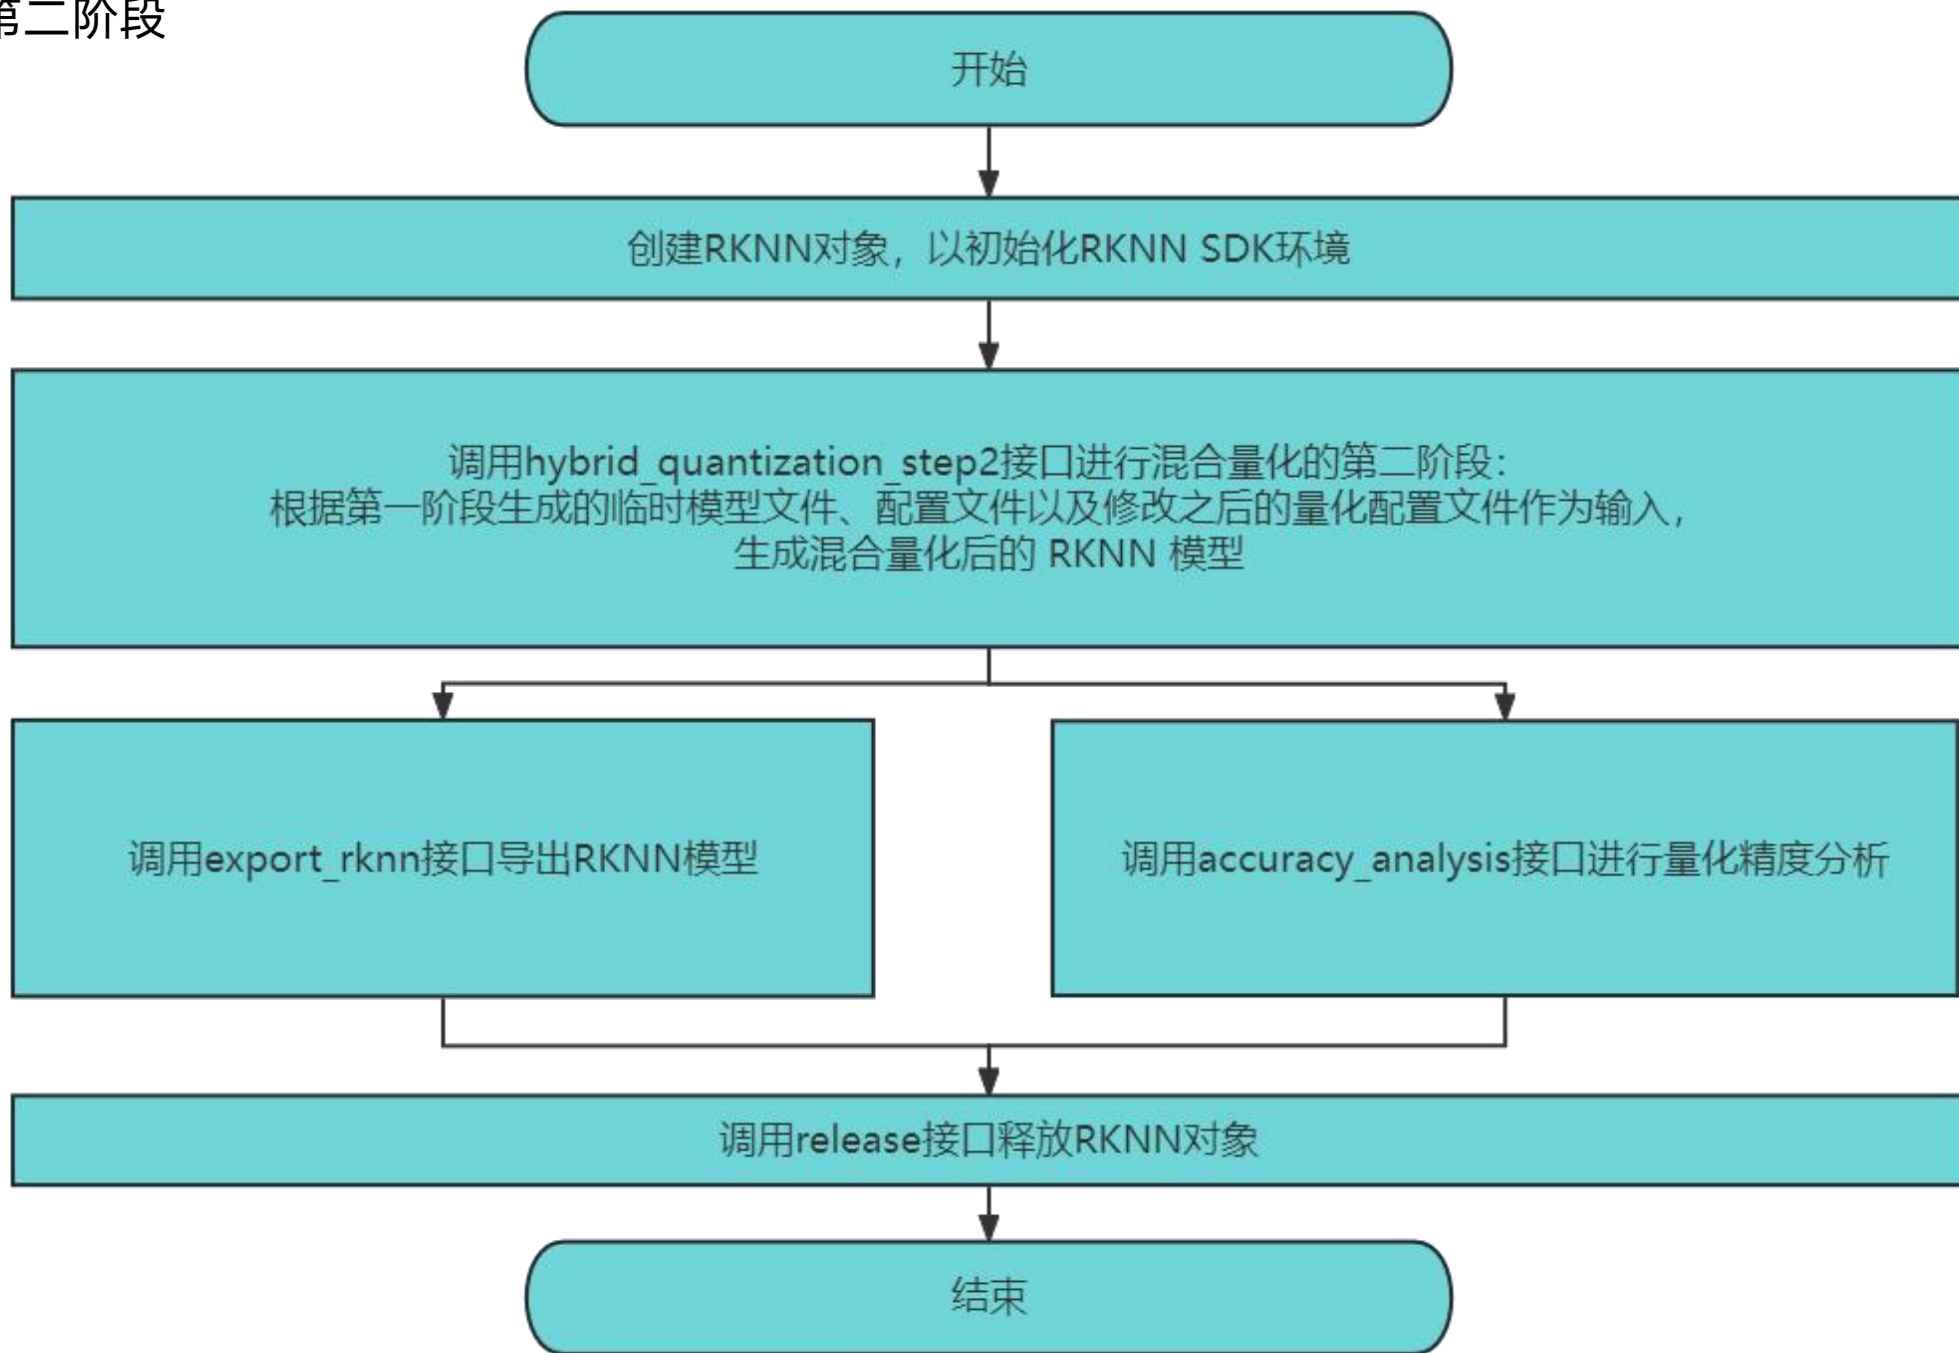 第二阶段
开始
创建RKNN对象，以初始化RKNN SDK环境
调用hybrid_quantization_step2接口进行混合量化的第二阶段：
根据第一阶段生成的临时模型文件、配置文件以及修改之后的量化配置文件作为输入，
生成混合量化后的 RKNN 模型
调用export_rknn接口导出RKNN模型
调用accuracy_analysis接口进行量化精度分析
调用release接口释放RKNN对象
结束